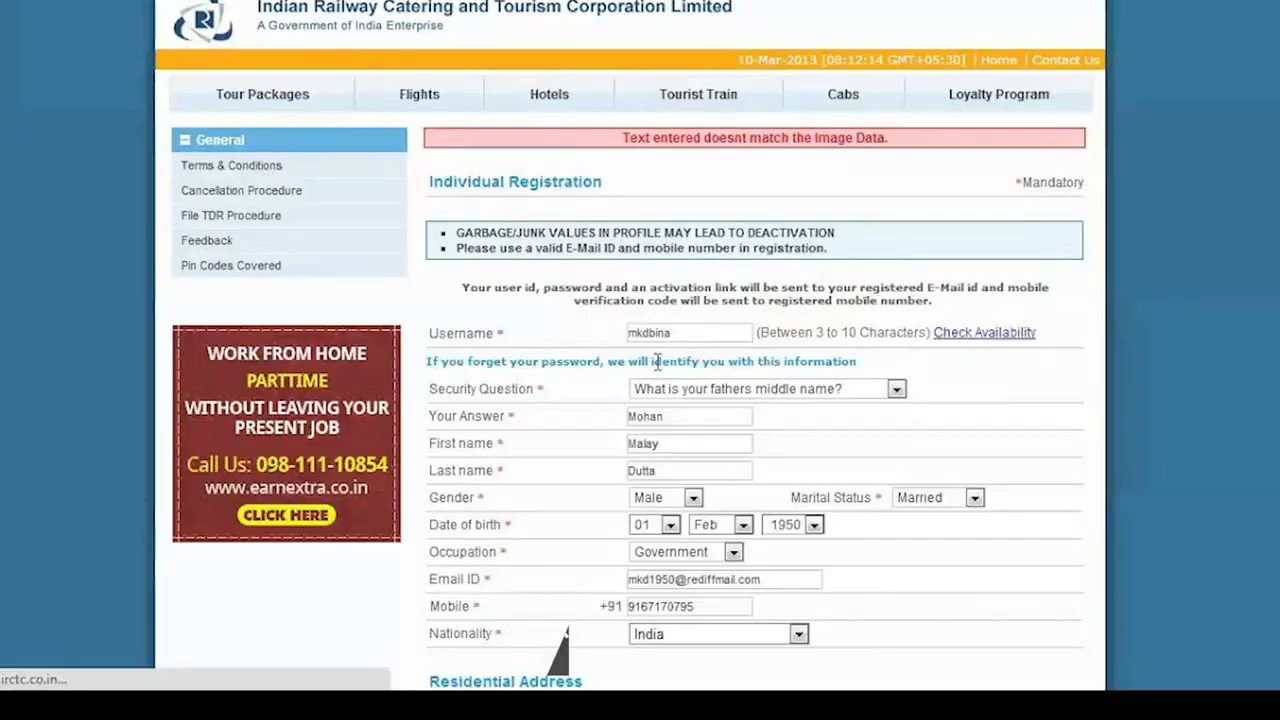 Indian Railway Catering and Tourism Corporation Limited
A Government of India Enterprise
10-Mar-2013 [08:12:14 GMT+05:30] | Home | Contact Us
Tour Packages Flights Hotels Tourist Train Cabs Loyalty Program
General
Terms & Conditions
Cancellation Procedure
File TDR Procedure
Feedback
Pin Codes Covered
WORK FROM HOME
PARTTIME
WITHOUT LEAVING YOUR
PRESENT JOB
Call Us: 098-111-10854
www.earnextra.co.in
CLICK HERE
Text entered doesnt match the Image Data.
Individual Registration *Mandatory
GARBAGE/JUNK VALUES IN PROFILE MAY LEAD TO DEACTIVATION
Please use a valid E-Mail ID and mobile number in registration.
Your user id, password and an activation link will be sent to your registered E-Mail id and mobile
verification code will be sent to registered mobile number.
Username * mkdbina (Between 3 to 10 Characters) Check Availability
If you forget your password, we will identify you with this information
Security Question * What is your fathers middle name?
Your Answer * Mohan
First name * Malay
Last name * Dutta
Gender * Male Marital Status * Married
Date of birth * 01 Feb 1950
Occupation * Government
Email ID * mkd1950@rediffmail.com
Mobile * +91 9167170795
Nationality * India
Residential Address
irctc.co.in...